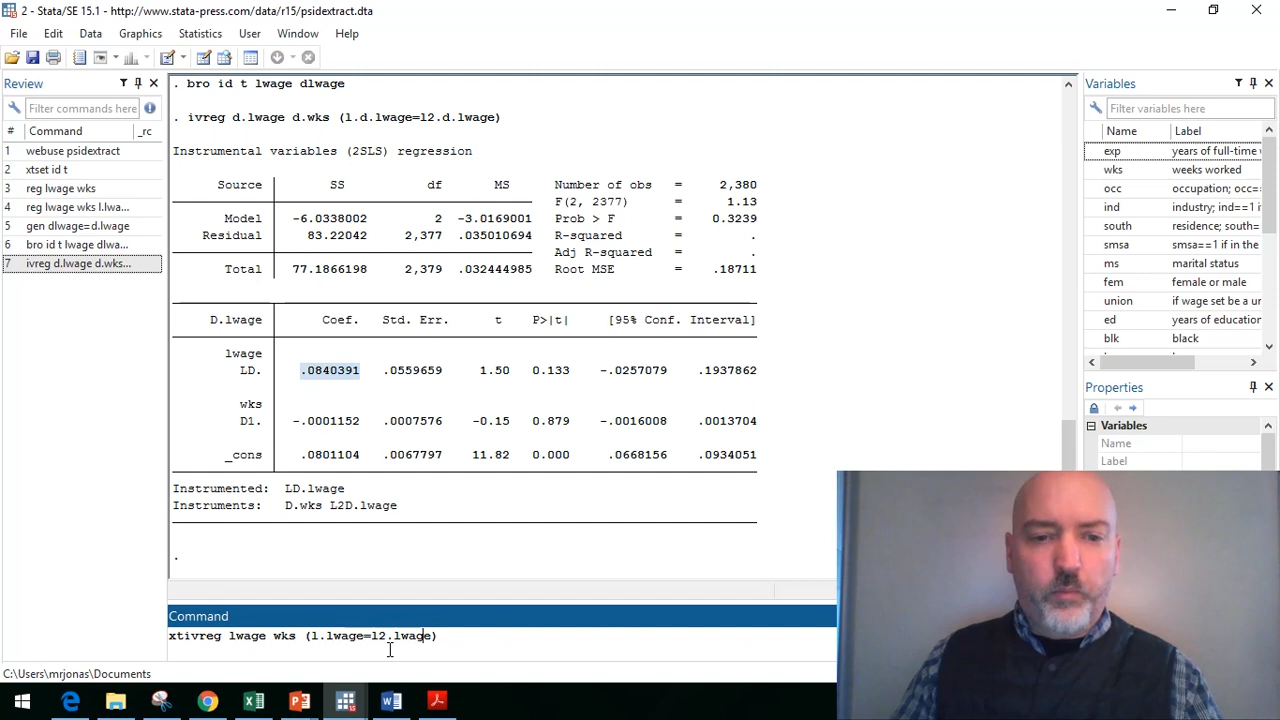 2 - Stata/SE 15.1 - http://www.stata-press.com/data/r15/psidextract.dta
File Edit Data Graphics Statistics User Window Help
Review
Filter commands here
# Command _rc
1 webuse psidextract
2 xtset id t
3 reg lwage wks
4 reg lwage wks l.lwa...
5 gen dlwage=d.lwage
6 bro id t lwage dlwa...
7 ivreg d.lwage d.wks...
. bro id t lwage dlwage
. ivreg d.lwage d.wks (l.d.lwage=l2.d.lwage)
Instrumental variables (2SLS) regression
Source SS df MS Number of obs = 2,380
F(2, 2377) = 1.13
Model -6.0338002 2 -3.0169001 Prob > F = 0.3239
Residual 83.22042 2,377 .035010694 R-squared = .
Adj R-squared = .
Total 77.1866198 2,379 .032444985 Root MSE = .18711
D.lwage Coef. Std. Err. t P>|t| [95% Conf. Interval]
lwage
LD. .0840391 .0559659 1.50 0.133 -.0257079 .1937862
wks
D1. -.0001152 .0007576 -0.15 0.879 -.0016008 .0013704
_cons .0801104 .0067797 11.82 0.000 .0668156 .0934051
Instrumented: LD.lwage
Instruments: D.wks L2D.lwage
.
Command
xtivreg lwage wks (l.lwage=l2.lwage)
C:\Users\mrjonas\Documents
Variables
Filter variables here
Name Label
exp years of full-time
wks weeks worked
occ occupation; occ==
ind industry; ind==1 i
south residence; south=
smsa smsa==1 if in the
ms marital status
fem female or male
union if wage set be a u
ed years of education
blk black
Properties
Variables
Name
Label